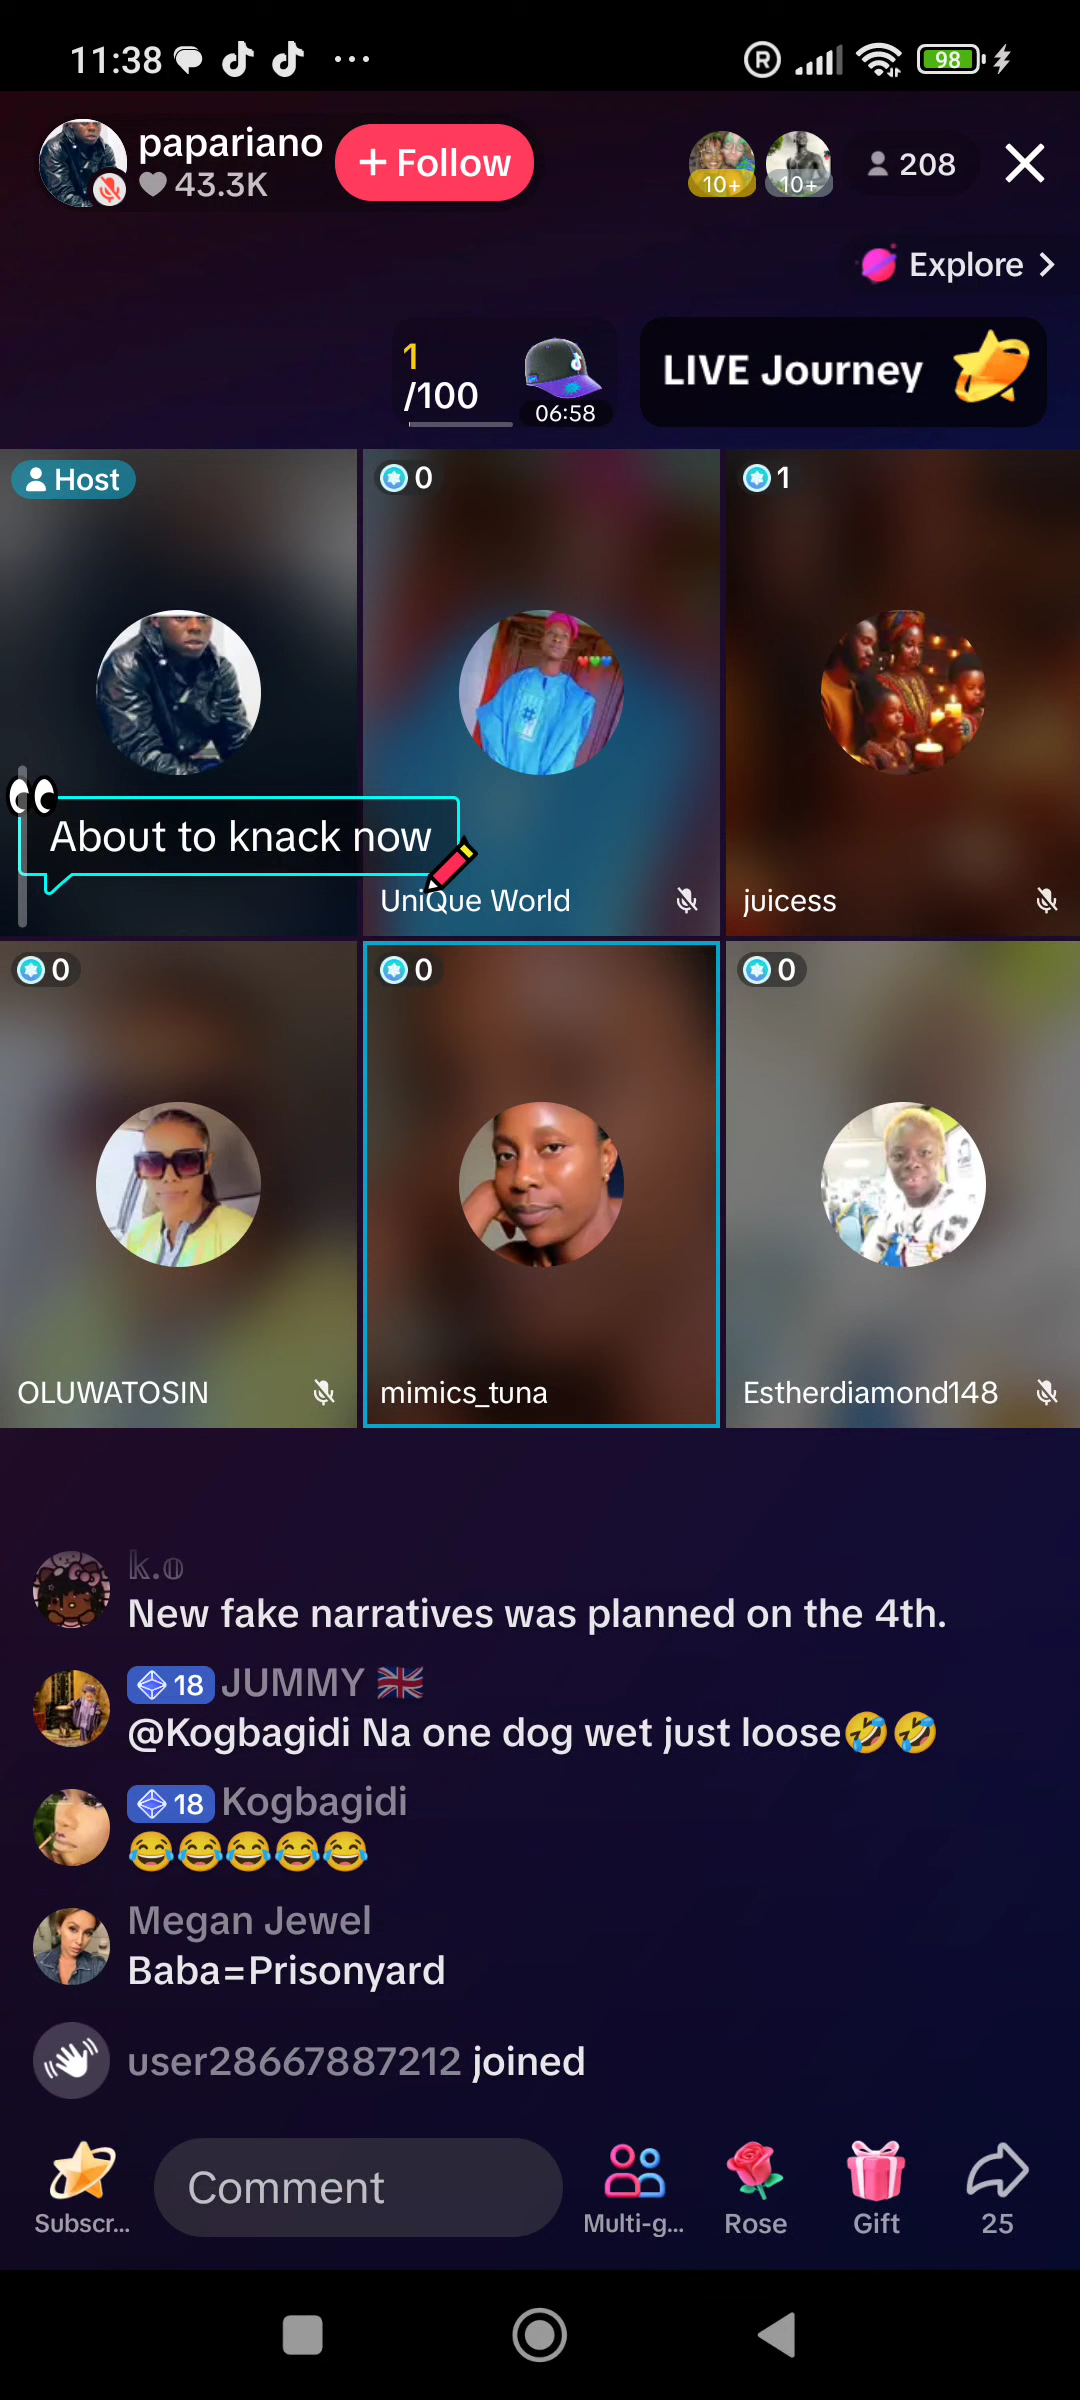 11:38
98
papariano
43.3K
+ Follow
10+
10+
208
Explore
1
/100
06:58
LIVE Journey
Host
0
1
About to knack now
UniQue World
juicess
0
0
0
OLUWATOSIN
mimics_tuna
Estherdiamond148
𝕜.𝕠
New fake narratives was planned on the 4th.
18 JUMMY 🇬🇧
@Kogbagidi Na one dog wet just loose🤣🤣
18 Kogbagidi
😂😂😂😂😂
Megan Jewel
Baba=Prisonyard
user28667887212 joined
Subscr...
Comment
Multi-g...
Rose
Gift
25